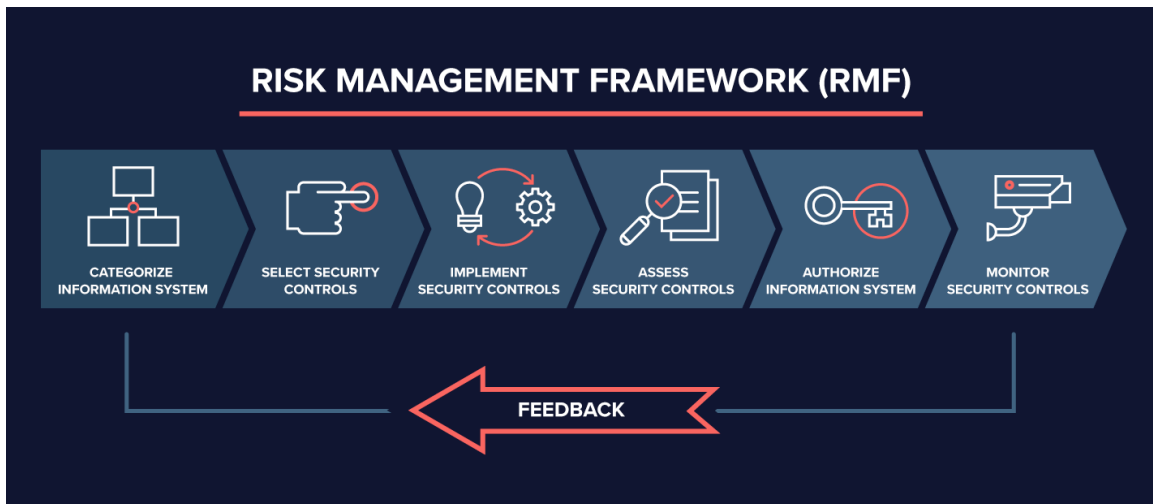 RISK MANAGEMENT FRAMEWORK (RMF)
CATEGORIZE
INFORMATION SYSTEM
SELECT SECURITY
CONTROLS
IMPLEMENT
SECURITY CONTROLS
ASSESS
SECURITY CONTROLS
AUTHORIZE
INFORMATION SYSTEM
MONITOR
SECURITY CONTROLS
FEEDBACK